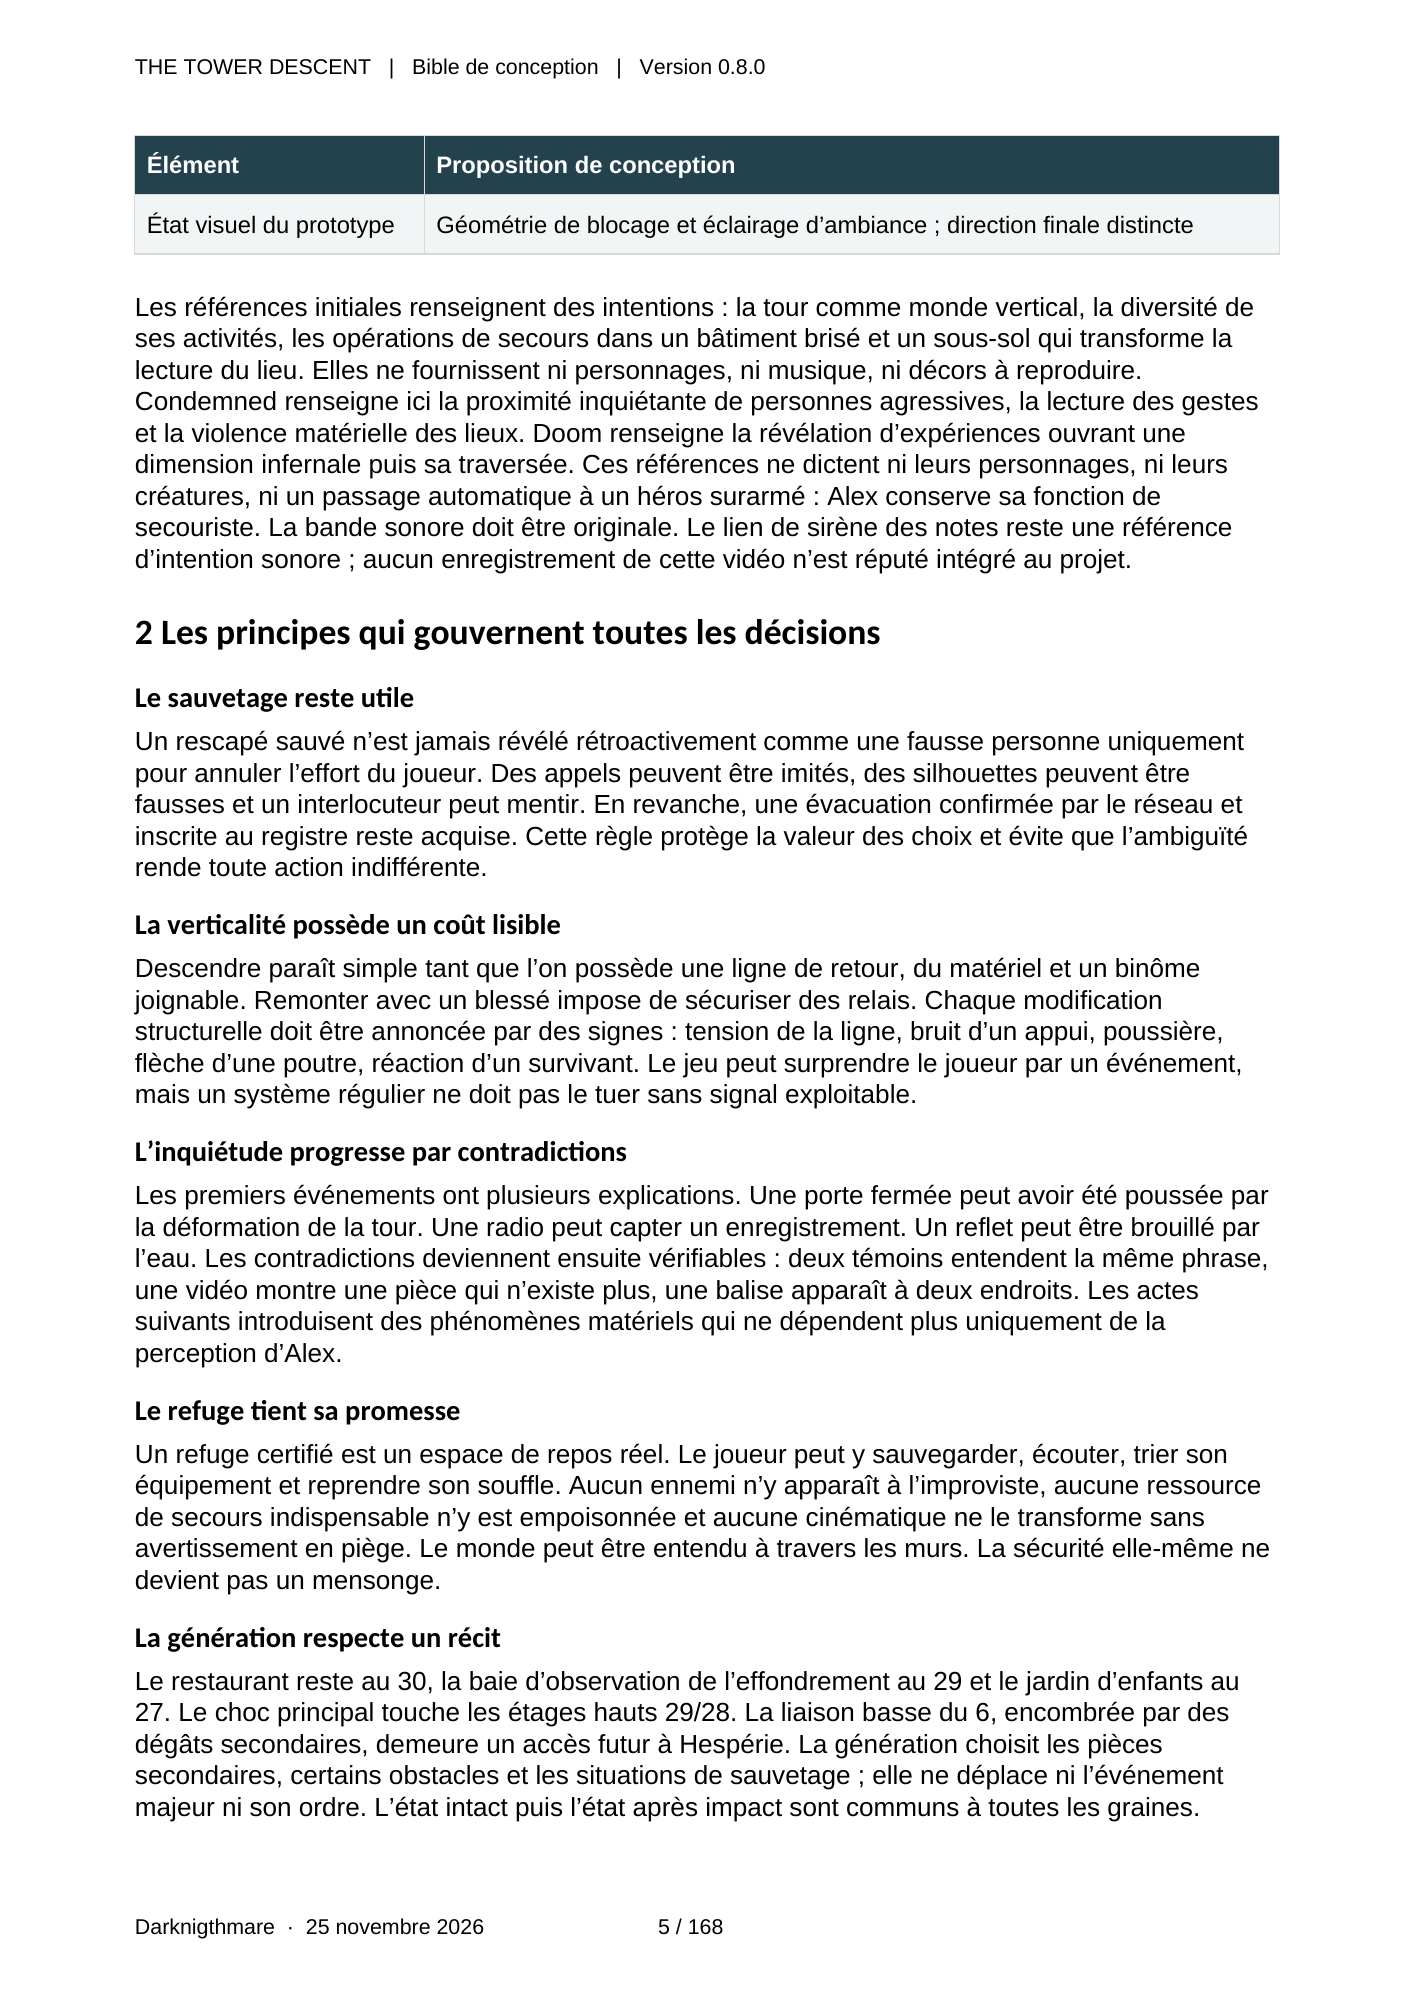 THE TOWER DESCENT | Bible de conception | Version 0.8.0
Élément Proposition de conception
État visuel du prototype Géométrie de blocage et éclairage d’ambiance ; direction finale distincte
Les références initiales renseignent des intentions : la tour comme monde vertical, la diversité de
ses activités, les opérations de secours dans un bâtiment brisé et un sous-sol qui transforme la
lecture du lieu. Elles ne fournissent ni personnages, ni musique, ni décors à reproduire.
Condemned renseigne ici la proximité inquiétante de personnes agressives, la lecture des gestes
et la violence matérielle des lieux. Doom renseigne la révélation d’expériences ouvrant une
dimension infernale puis sa traversée. Ces références ne dictent ni leurs personnages, ni leurs
créatures, ni un passage automatique à un héros surarmé : Alex conserve sa fonction de
secouriste. La bande sonore doit être originale. Le lien de sirène des notes reste une référence
d’intention sonore ; aucun enregistrement de cette vidéo n’est réputé intégré au projet.
2 Les principes qui gouvernent toutes les décisions
Le sauvetage reste utile
Un rescapé sauvé n’est jamais révélé rétroactivement comme une fausse personne uniquement
pour annuler l’effort du joueur. Des appels peuvent être imités, des silhouettes peuvent être
fausses et un interlocuteur peut mentir. En revanche, une évacuation confirmée par le réseau et
inscrite au registre reste acquise. Cette règle protège la valeur des choix et évite que l’ambiguïté
rende toute action indifférente.
La verticalité possède un coût lisible
Descendre paraît simple tant que l’on possède une ligne de retour, du matériel et un binôme
joignable. Remonter avec un blessé impose de sécuriser des relais. Chaque modification
structurelle doit être annoncée par des signes : tension de la ligne, bruit d’un appui, poussière,
flèche d’une poutre, réaction d’un survivant. Le jeu peut surprendre le joueur par un événement,
mais un système régulier ne doit pas le tuer sans signal exploitable.
L’inquiétude progresse par contradictions
Les premiers événements ont plusieurs explications. Une porte fermée peut avoir été poussée par
la déformation de la tour. Une radio peut capter un enregistrement. Un reflet peut être brouillé par
l’eau. Les contradictions deviennent ensuite vérifiables : deux témoins entendent la même phrase,
une vidéo montre une pièce qui n’existe plus, une balise apparaît à deux endroits. Les actes
suivants introduisent des phénomènes matériels qui ne dépendent plus uniquement de la
perception d’Alex.
Le refuge tient sa promesse
Un refuge certifié est un espace de repos réel. Le joueur peut y sauvegarder, écouter, trier son
équipement et reprendre son souffle. Aucun ennemi n’y apparaît à l’improviste, aucune ressource
de secours indispensable n’y est empoisonnée et aucune cinématique ne le transforme sans
avertissement en piège. Le monde peut être entendu à travers les murs. La sécurité elle-même ne
devient pas un mensonge.
La génération respecte un récit
Le restaurant reste au 30, la baie d’observation de l’effondrement au 29 et le jardin d’enfants au
27. Le choc principal touche les étages hauts 29/28. La liaison basse du 6, encombrée par des
dégâts secondaires, demeure un accès futur à Hespérie. La génération choisit les pièces
secondaires, certains obstacles et les situations de sauvetage ; elle ne déplace ni l’événement
majeur ni son ordre. L’état intact puis l’état après impact sont communs à toutes les graines.
Darknigthmare · 25 novembre 2026 5 / 168